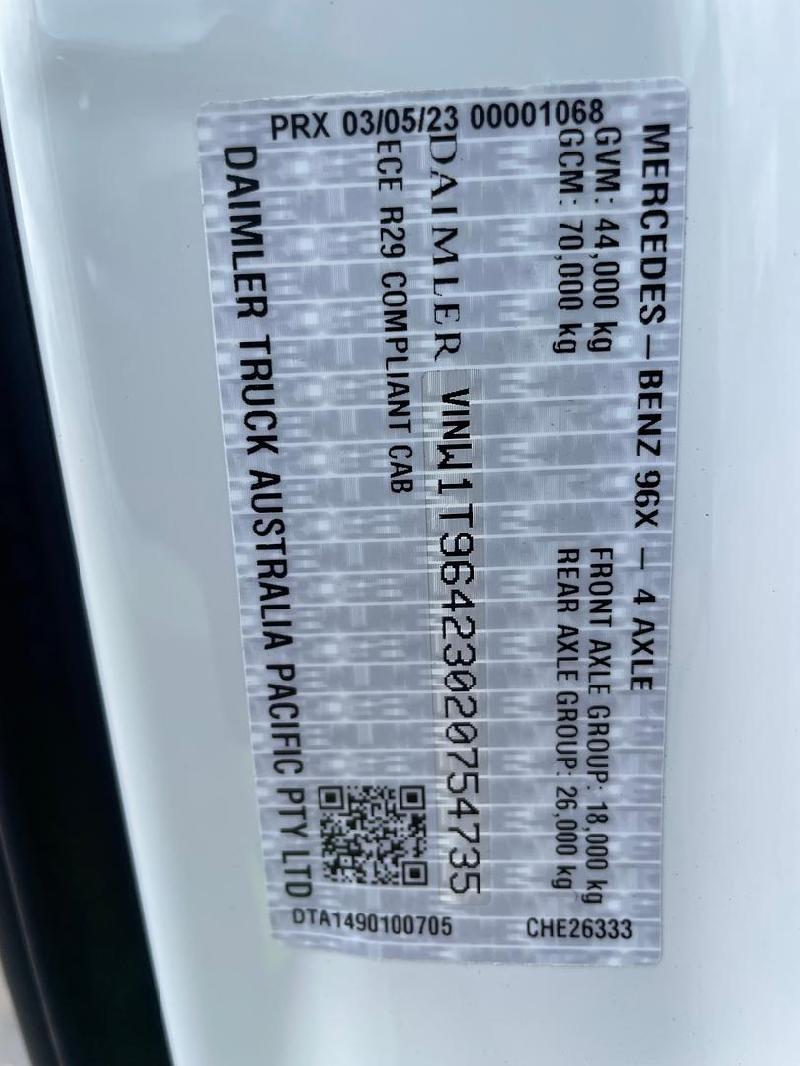 PRX 03/05/23 00001068
MERCEDES-BENZ 96X - 4 AXLE
GVM: 44,000 kg FRONT AXLE GROUP: 18,000 kg
GCM: 70,000 kg REAR AXLE GROUP: 26,000 kg
DAIMLER VINW1T96423020754735
ECE R29 COMPLIANT CAB
DAIMLER TRUCK AUSTRALIA PACIFIC PTY LTD
DTA1490100705 CHE26333